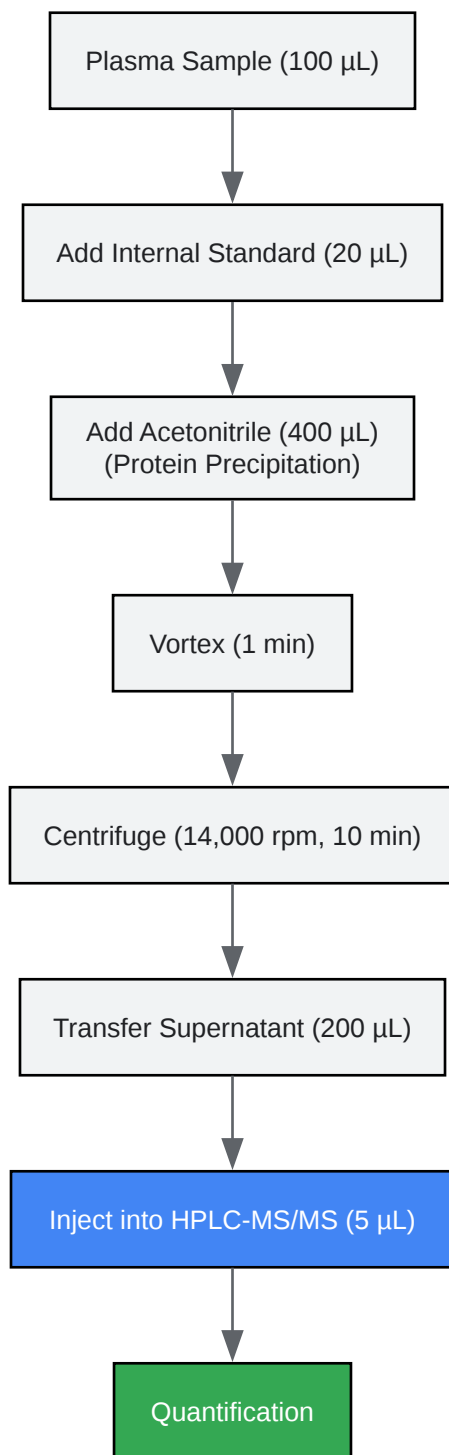 Plasma Sample (100 µL)
Add Internal Standard (20 µL)
Add Acetonitrile (400 µL)
(Protein Precipitation)
Vortex (1 min)
Centrifuge (14,000 rpm, 10 min)
Transfer Supernatant (200 µL)
Inject into HPLC-MS/MS (5 µL)
Quantification